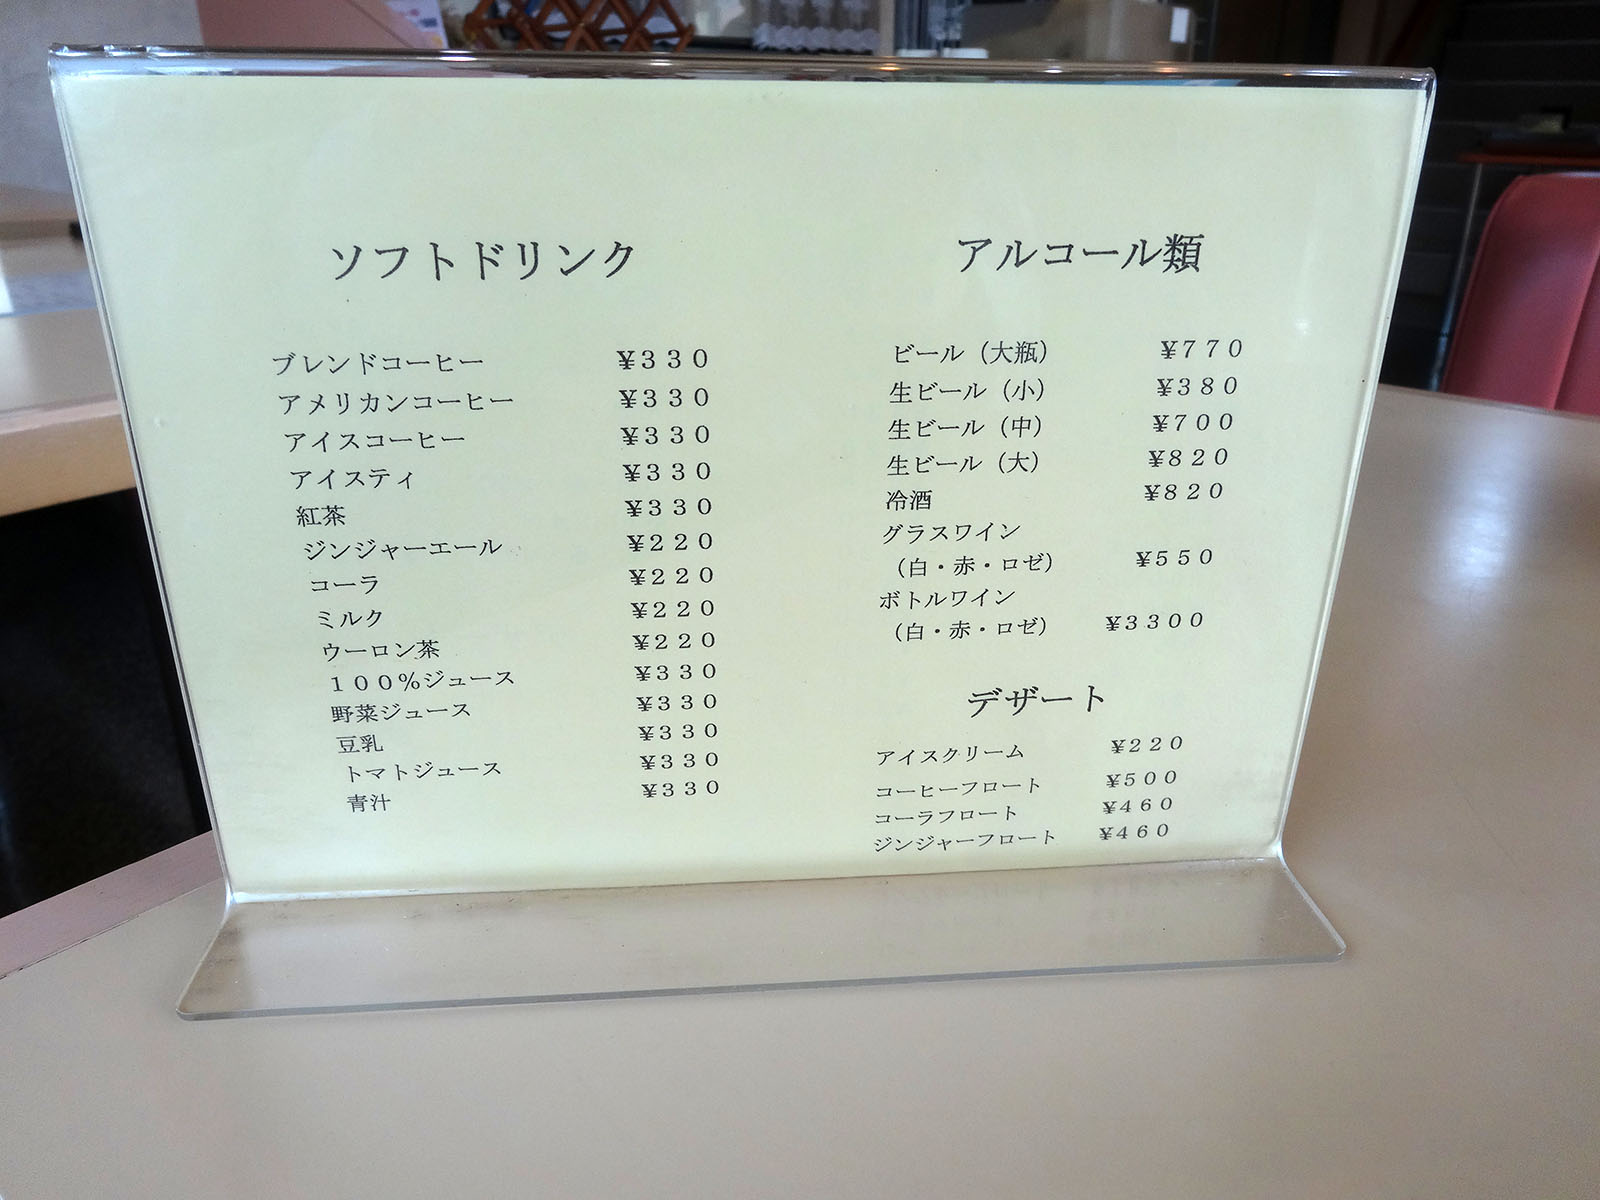 ソフトドリンク
ブレンドコーヒー ¥330
アメリカンコーヒー ¥330
アイスコーヒー ¥330
アイスティ ¥330
紅茶 ¥330
ジンジャーエール ¥220
コーラ ¥220
ミルク ¥220
ウーロン茶 ¥220
100%ジュース ¥330
野菜ジュース ¥330
豆乳 ¥330
トマトジュース ¥330
青汁 ¥330
アルコール類
ビール(大瓶) ¥770
生ビール(小) ¥380
生ビール(中) ¥700
生ビール(大) ¥820
冷酒 ¥820
グラスワイン
(白・赤・ロゼ) ¥550
ボトルワイン
(白・赤・ロゼ) ¥3300
デザート
アイスクリーム ¥220
コーヒーフロート ¥500
コーラフロート ¥460
ジンジャーフロート ¥460